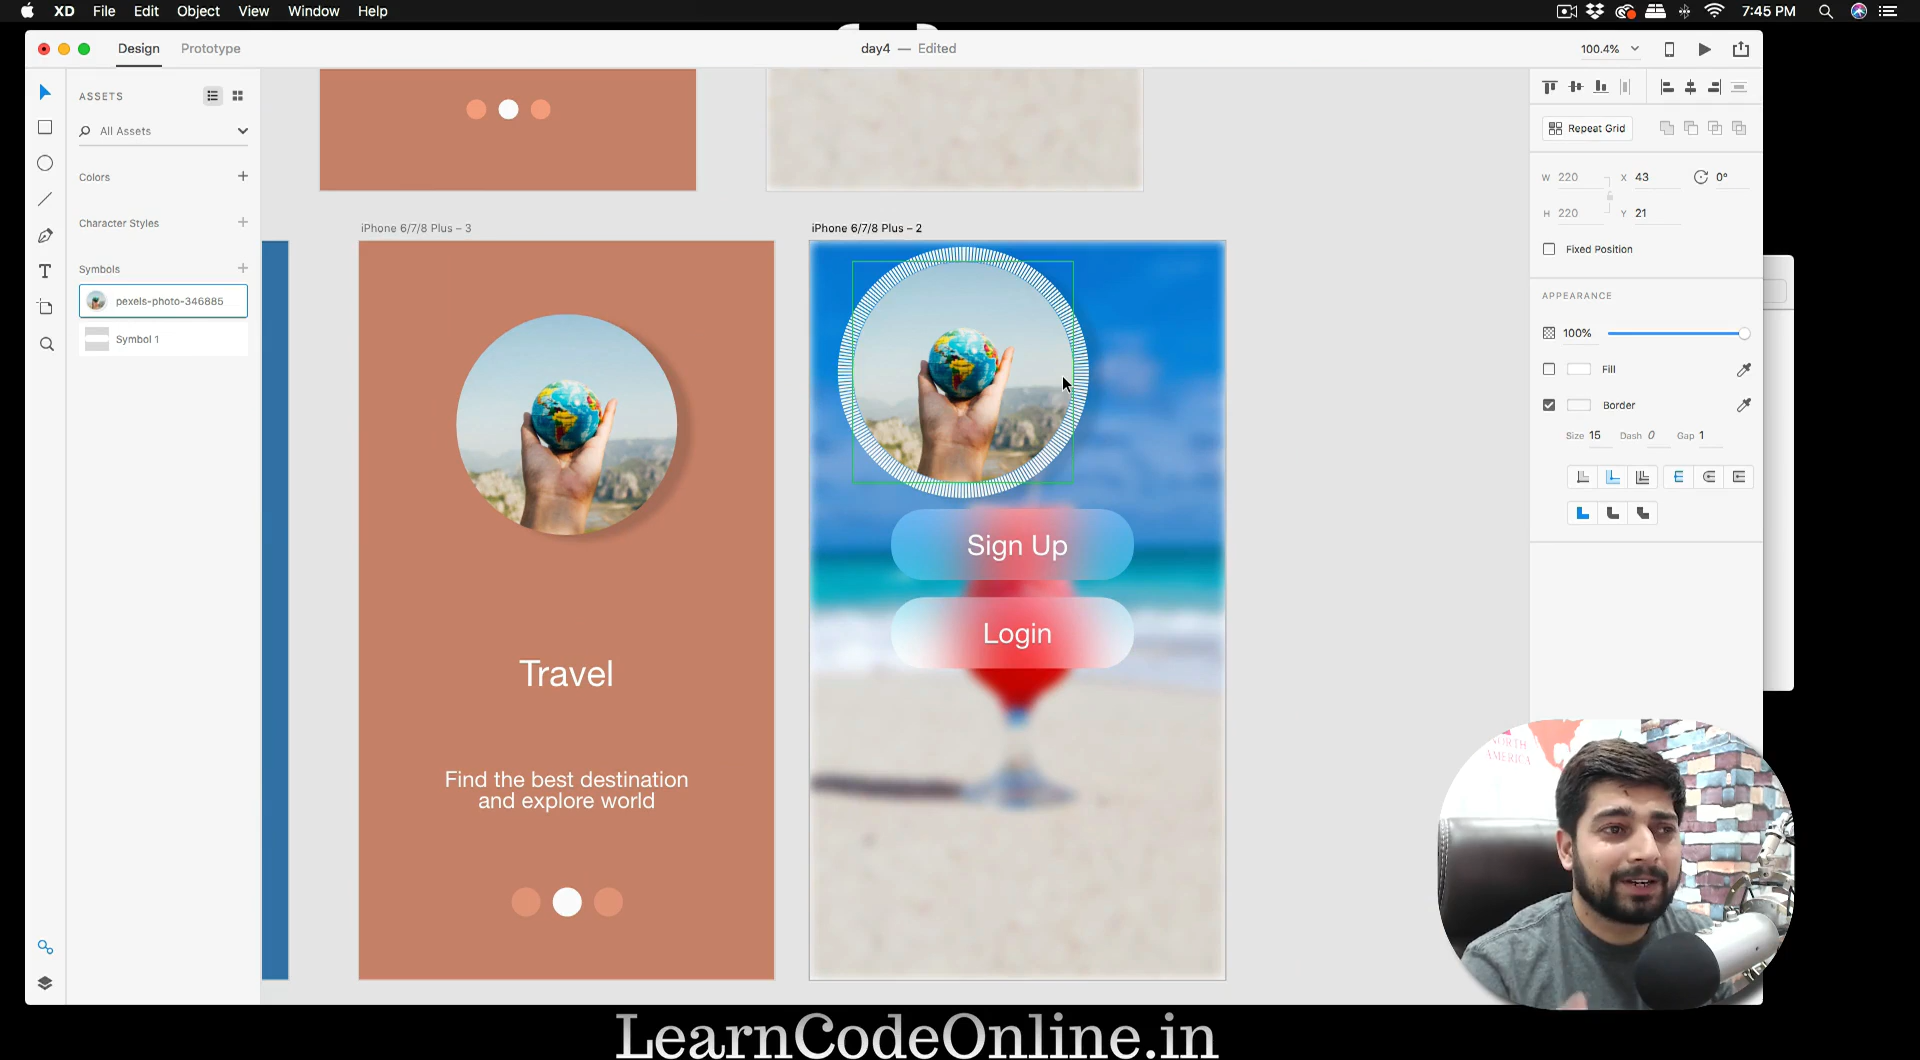 XD File Edit View Object Window Help
7:45 PM
Design Prototype
day4 — Edited
100.4%
ASSETS
All Assets
Colors
Character Styles
Symbols
pexels-photo-346885
Symbol 1
iPhone 6/7/8 Plus – 3
Travel
Find the best destination
and explore world
iPhone 6/7/8 Plus – 2
Sign Up
Login
Repeat Grid
W 220 X 43 0°
H 220 Y 21
Fixed Position
APPEARANCE
100%
Fill
Border
Size 15 Dash 0 Gap 1
NORTH
AMERICA
LearnCodeOnline.in